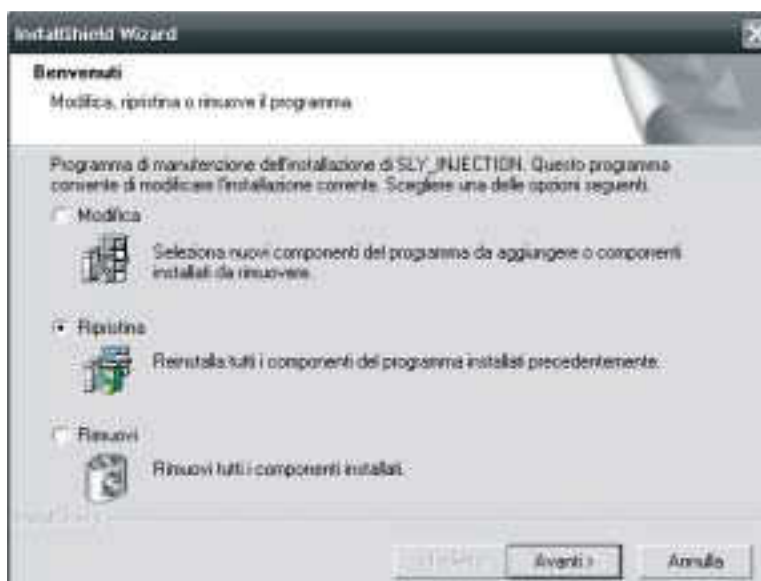 InstallShield Wizard
Benvenuti
Modifica, ripristina o rimuove il programma
Programma di manutenzione dell'installazione di SLY_INJECTION. Questo programma
consente di modificare l'installazione corrente. Scegliere una delle opzioni seguenti.
Modifica
Seleziona nuovi componenti del programma da aggiungere o componenti
installati da rimuovere.
Ripristina
Reinstalla tutti i componenti del programma installati precedentemente.
Rimuovi
Rimuovi tutti i componenti installati.
InstallShield
Avanti >
Annulla